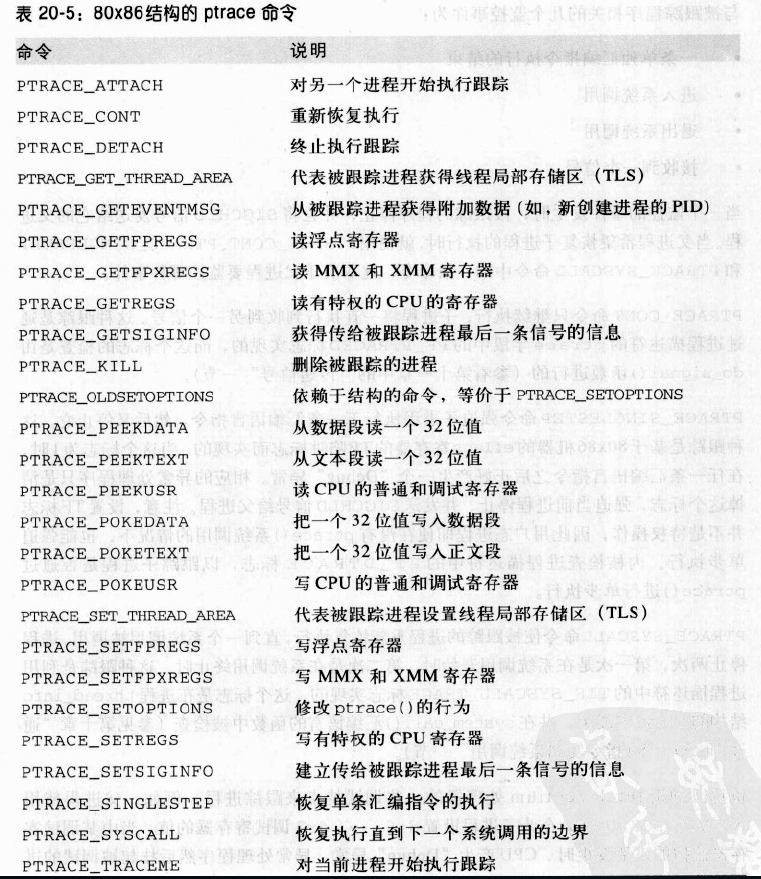 表 20-5：80x86结构的 ptrace 命令
命令 说明
PTRACE_ATTACH 对另一个进程开始执行跟踪
PTRACE_CONT 重新恢复执行
PTRACE_DETACH 终止执行跟踪
PTRACE_GET_THREAD_AREA 代表被跟踪进程获得线程局部存储区（TLS）
PTRACE_GETEVENTMSG 从被跟踪进程获得附加数据（如，新创建进程的 PID）
PTRACE_GETFPREGS 读浮点寄存器
PTRACE_GETFPXREGS 读 MMX 和 XMM 寄存器
PTRACE_GETREGS 读有特权的 CPU 的寄存器
PTRACE_GETSIGINFO 获得传给被跟踪进程最后一条信号的信息
PTRACE_KILL 删除被跟踪的进程
PTRACE_OLDSETOPTIONS 依赖于结构的命令，等价于 PTRACE_SETOPTIONS
PTRACE_PEEKDATA 从数据段读一个 32 位值
PTRACE_PEEKTEXT 从文本段读一个 32 位值
PTRACE_PEEKUSR 读 CPU 的普通和调试寄存器
PTRACE_POKEDATA 把一个 32 位值写入数据段
PTRACE_POKETEXT 把一个 32 位值写入正文段
PTRACE_POKEUSR 写 CPU 的普通和调试寄存器
PTRACE_SET_THREAD_AREA 代表被跟踪进程设置线程局部存储区（TLS）
PTRACE_SETFPREGS 写浮点寄存器
PTRACE_SETFPXREGS 写 MMX 和 XMM 寄存器
PTRACE_SETOPTIONS 修改 ptrace()的行为
PTRACE_SETREGS 写有特权的 CPU 寄存器
PTRACE_SETSIGINFO 建立传给被跟踪进程最后一条信号的信息
PTRACE_SINGLESTEP 恢复单条汇编指令的执行
PTRACE_SYSCALL 恢复执行直到下一个系统调用的边界
PTRACE_TRACEME 对当前进程开始执行跟踪